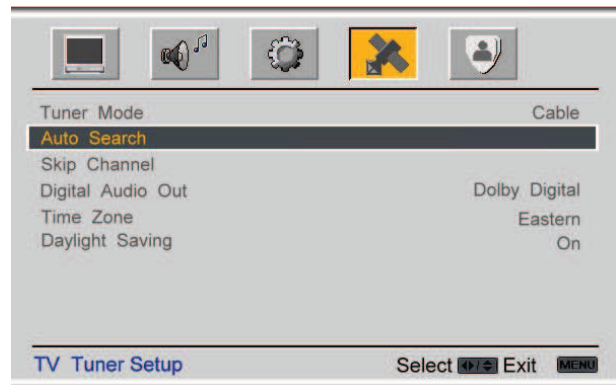 Tuner Mode Cable
Auto Search
Skip Channel
Digital Audio Out Dolby Digital
Time Zone Eastern
Daylight Saving On
TV Tuner Setup Select Exit MENU